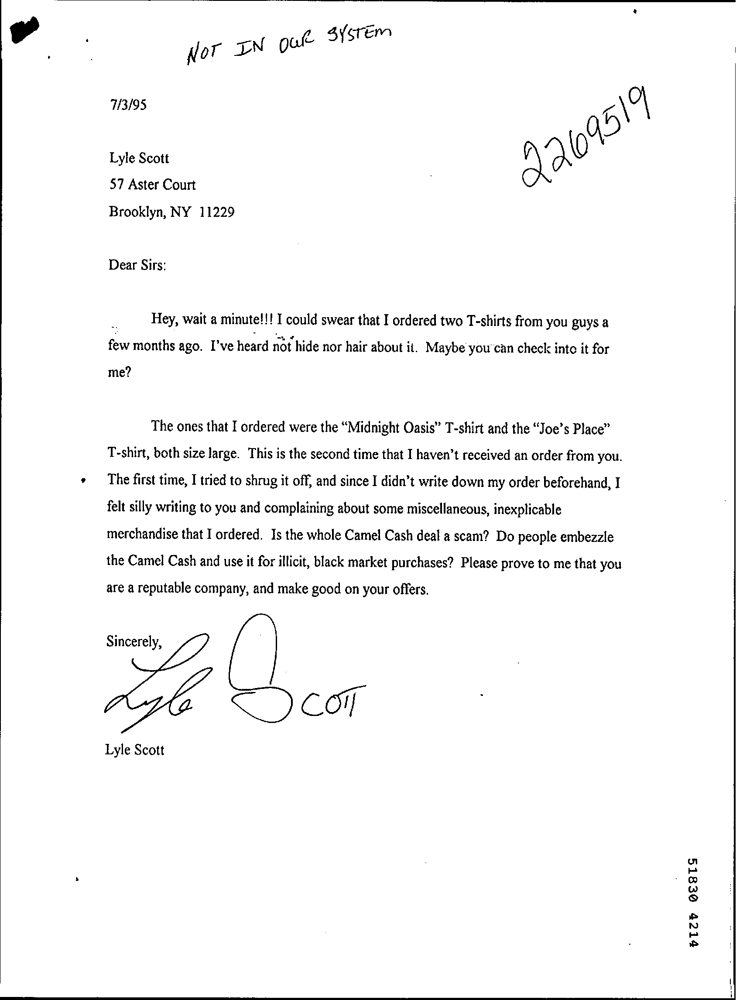 NOT IN OUR SYSTEM
7/3/95
2269519
Lyle Scott
57 Aster Court
Brooklyn, NY 11229
Dear Sirs:
Hey, wait a minute!!! I could swear that I ordered two T-shirts from you guys a
few months ago. I've heard not hide nor hair about it. Maybe you can check into it for
me?
The ones that I ordered were the “Midnight Oasis” T-shirt and the “Joe's Place”
T-shirt, both size large. This is the second time that I haven't received an order from you.
The first time, I tried to shrug it off, and since I didn't write down my order beforehand, I
felt silly writing to you and complaining about some miscellaneous, inexplicable
merchandise that I ordered. Is the whole Camel Cash deal a scam? Do people embezzle
the Camel Cash and use it for illicit, black market purchases? Please prove to me that you
are a reputable company, and make good on your offers.
Sincerely,
Lyle Scott
Lyle Scott
51830 4214